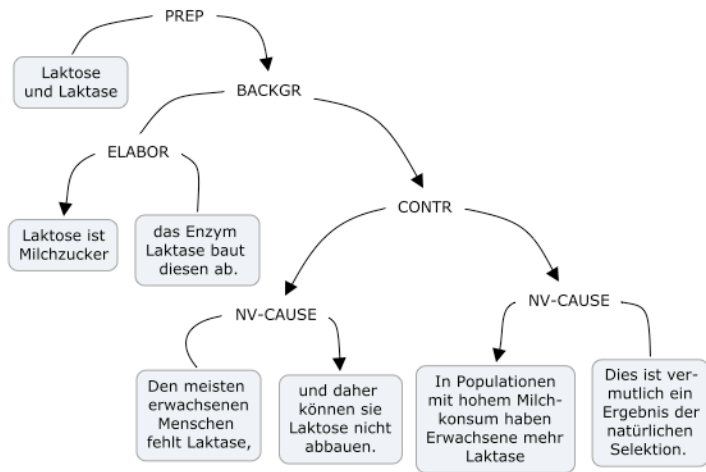 PREP
Laktose
und Laktase
BACKGR
ELABOR
Laktose ist
Milchzucker
das Enzym
Laktase baut
diesen ab.
CONTR
NV-CAUSE
Den meisten
erwachsenen
Menschen
fehlt Laktase,
und daher
können sie
Laktose nicht
abbauen.
NV-CAUSE
In Populationen
mit hohem Milch-
konsum haben
Erwachsene mehr
Laktase
Dies ist ver-
mutlich ein
Ergebnis der
natürlichen
Selektion.